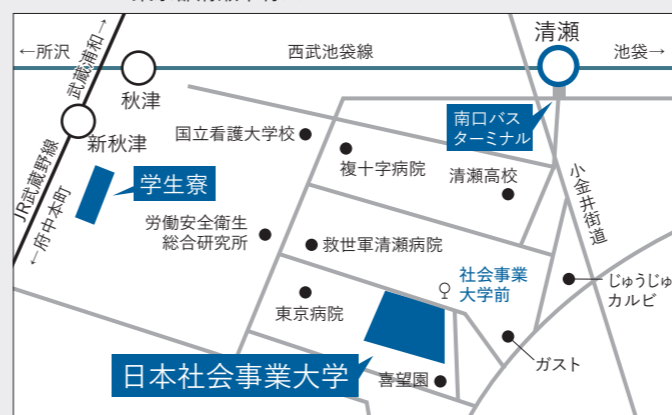 ←所沢
武蔵浦和→
西武池袋線
清瀬
池袋→
秋津
新秋津
JR武蔵野線
←府中本町
学生寮
国立看護大学校
複十字病院
南口バス
ターミナル
清瀬高校
小金井街道
労働安全衛生
総合研究所
救世軍清瀬病院
社会事業
大学前
じゅうじゅう
カルビ
東京病院
日本社会事業大学
喜望園
ガスト